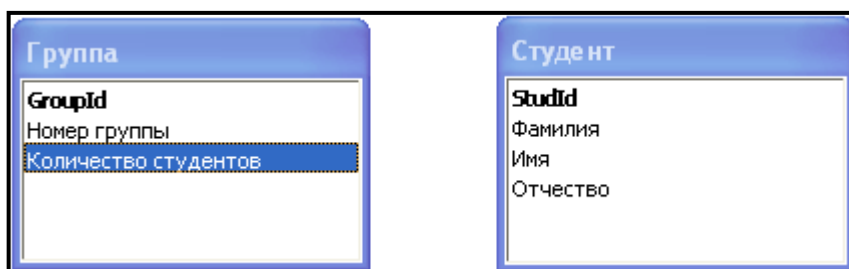 Группа
GroupId
Номер группы
Количество студентов
Студент
StudId
Фамилия
Имя
Отчество